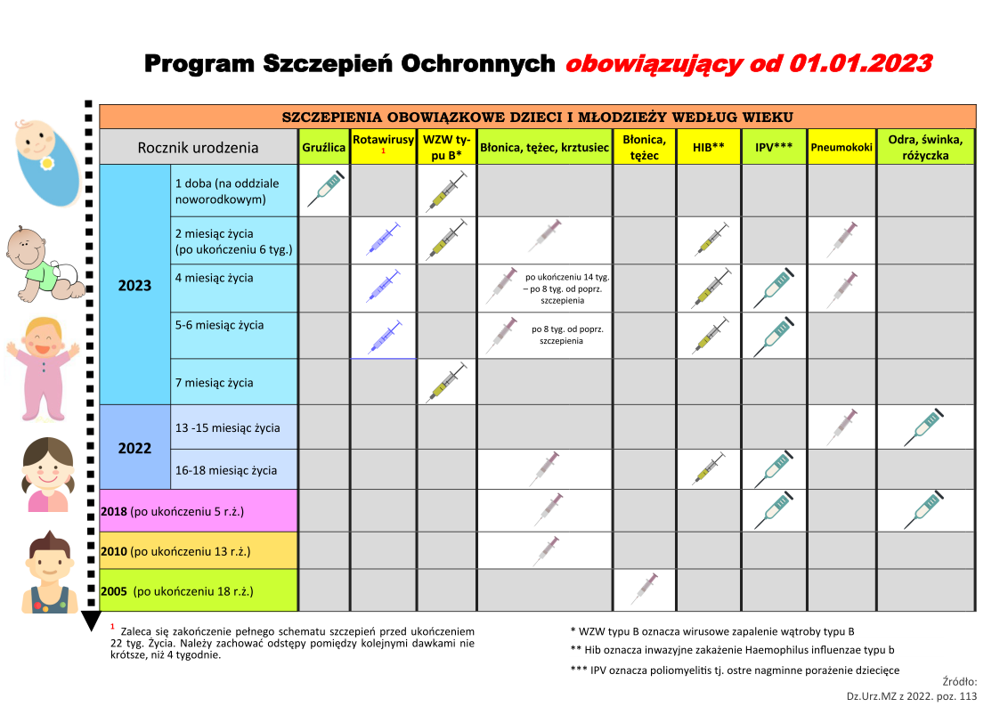 Program Szczepień Ochronnych obowiązujący od 01.01.2023
SZCZEPIENIA OBOWIĄZKOWE DZIECI I MŁODZIEŻY WEDŁUG WIEKU
Rocznik urodzenia
Gruźlica
Rotawirusy
1
WZW ty-
pu B*
Błonica, tężec, krztusiec
Błonica,
tężec
HIB**
IPV***
Pneumokoki
Odra, świnka,
różyczka
2023
1 doba (na oddziale
noworodkowym)
2 miesiąc życia
(po ukończeniu 6 tyg.)
4 miesiąc życia
po ukończeniu 14 tyg.
– po 8 tyg. od poprz.
szczepienia
5-6 miesiąc życia
po 8 tyg. od poprz.
szczepienia
7 miesiąc życia
2022
13 -15 miesiąc życia
16-18 miesiąc życia
2018 (po ukończeniu 5 r.ż.)
2010 (po ukończeniu 13 r.ż.)
2005 (po ukończeniu 18 r.ż.)
1 Zaleca się zakończenie pełnego schematu szczepień przed ukończeniem
22 tyg. Życia. Należy zachować odstępy pomiędzy kolejnymi dawkami nie
krótsze, niż 4 tygodnie.
* WZW typu B oznacza wirusowe zapalenie wątroby typu B
** Hib oznacza inwazyjne zakażenie Haemophilus influenzae typu b
*** IPV oznacza poliomyelitis tj. ostre nagminne porażenie dziecięce
Źródło:
Dz.Urz.MZ z 2022. poz. 113